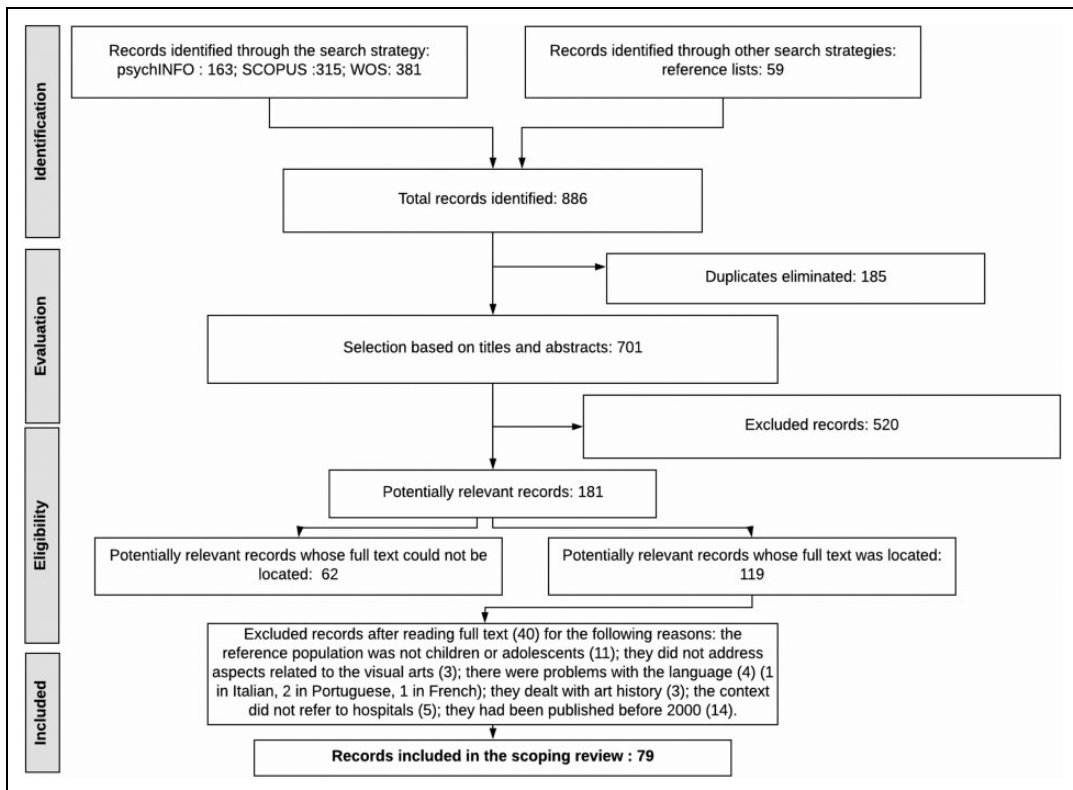 Identification
Records identified through the search strategy:
psychINFO : 163; SCOPUS :315; WOS: 381
Records identified through other search strategies:
reference lists: 59
Total records identified: 886
Evaluation
Duplicates eliminated: 185
Selection based on titles and abstracts: 701
Excluded records: 520
Eligibility
Potentially relevant records: 181
Potentially relevant records whose full text could not be
located: 62
Potentially relevant records whose full text was located:
119
Included
Excluded records after reading full text (40) for the following reasons: the
reference population was not children or adolescents (11); they did not address
aspects related to the visual arts (3); there were problems with the language (4) (1
in Italian, 2 in Portuguese, 1 in French); they dealt with art history (3); the context
did not refer to hospitals (5); they had been published before 2000 (14).
Records included in the scoping review : 79